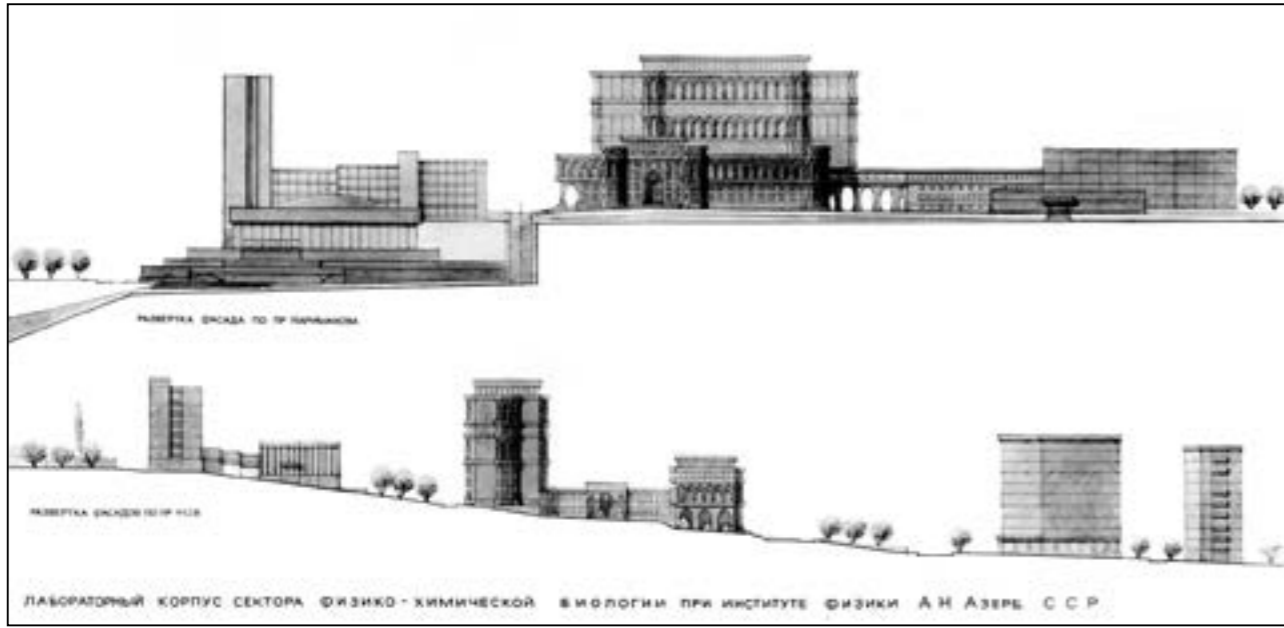 РАЗВЕРТКА ФАСАДА ПО ПР НАРИМАНОВА
РАЗВЕРТКА ФАСАДОВ ПО ПР
ЛАБОРАТОРНЫЙ КОРПУС СЕКТОРА ФИЗИКО-ХИМИЧЕСКОЙ БИОЛОГИИ ПРИ ИНСТИТУТЕ ФИЗИКИ АН АЗЕРБ. ССР